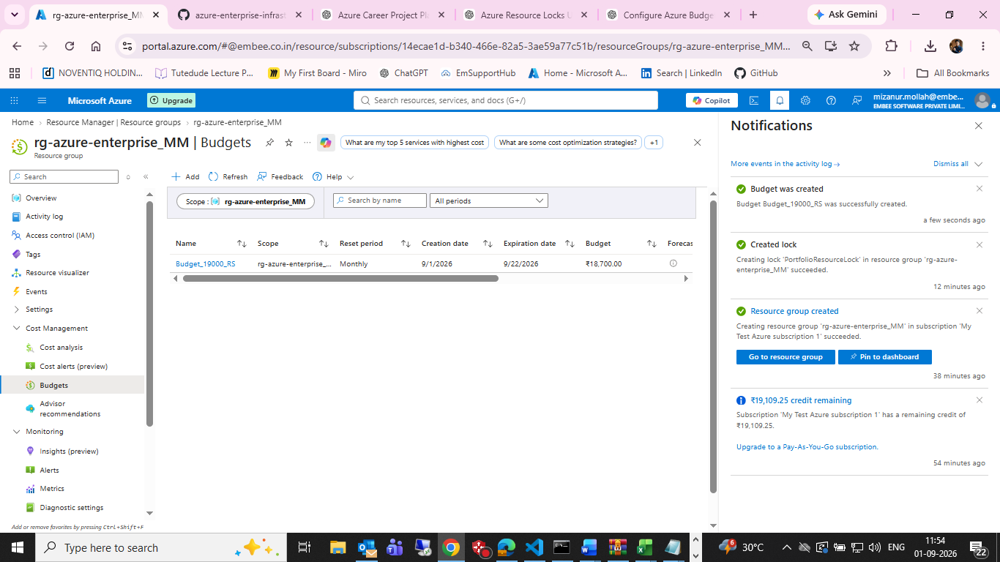 rg-azure-enterprise_MM
azure-enterprise-infrast
Azure Career Project Pl
Azure Resource Locks U
Configure Azure Budge
Ask Gemini
portal.azure.com/#@embee.co.in/resource/subscriptions/14ecae1d-b340-466e-82a5-3ae59a77c51b/resourceGroups/rg-azure-enterprise_MM...
NOVENTIQ HOLDIN...
Tutedude Lecture P...
My First Board - Miro
ChatGPT
EmSupportHub
Home - Microsoft A...
Search | LinkedIn
GitHub
All Bookmarks
Microsoft Azure
Upgrade
Search resources, services, and docs (G+/)
Copilot
mizanur.mollah@embe...
EMBEE SOFTWARE PRIVATE LIMI...
Home > Resource Manager | Resource groups > rg-azure-enterprise_MM
rg-azure-enterprise_MM | Budgets
Resource group
What are my top 5 services with highest cost
What are some cost optimization strategies?
+1
Search
Overview
Activity log
Access control (IAM)
Tags
Resource visualizer
Events
Settings
Cost Management
Cost analysis
Cost alerts (preview)
Budgets
Advisor
recommendations
Monitoring
Insights (preview)
Alerts
Metrics
Diagnostic settings
Add or remove favorites by pressing Ctrl+Shift+F
Add
Refresh
Feedback
Help
Scope : rg-azure-enterprise_MM
Search by name
All periods
Name
Scope
Reset period
Creation date
Expiration date
Budget
Forecas
Budget_19000_RS
rg-azure-enterprise_...
Monthly
9/1/2026
9/22/2026
₹18,700.00
Notifications
More events in the activity log →
Dismiss all
Budget was created
Budget Budget_19000_RS was successfully created.
a few seconds ago
Created lock
Creating lock 'PortfolioResourceLock' in resource group 'rg-azure-
enterprise_MM' succeeded.
12 minutes ago
Resource group created
Creating resource group 'rg-azure-enterprise_MM' in subscription 'My
Test Azure subscription 1' succeeded.
Go to resource group
Pin to dashboard
38 minutes ago
₹19,109.25 credit remaining
Subscription 'My Test Azure subscription 1' has a remaining credit of
₹19,109.25.
Upgrade to a Pay-As-You-Go subscription.
54 minutes ago
Type here to search
6
30°C
ENG
11:54
01-09-2026
22